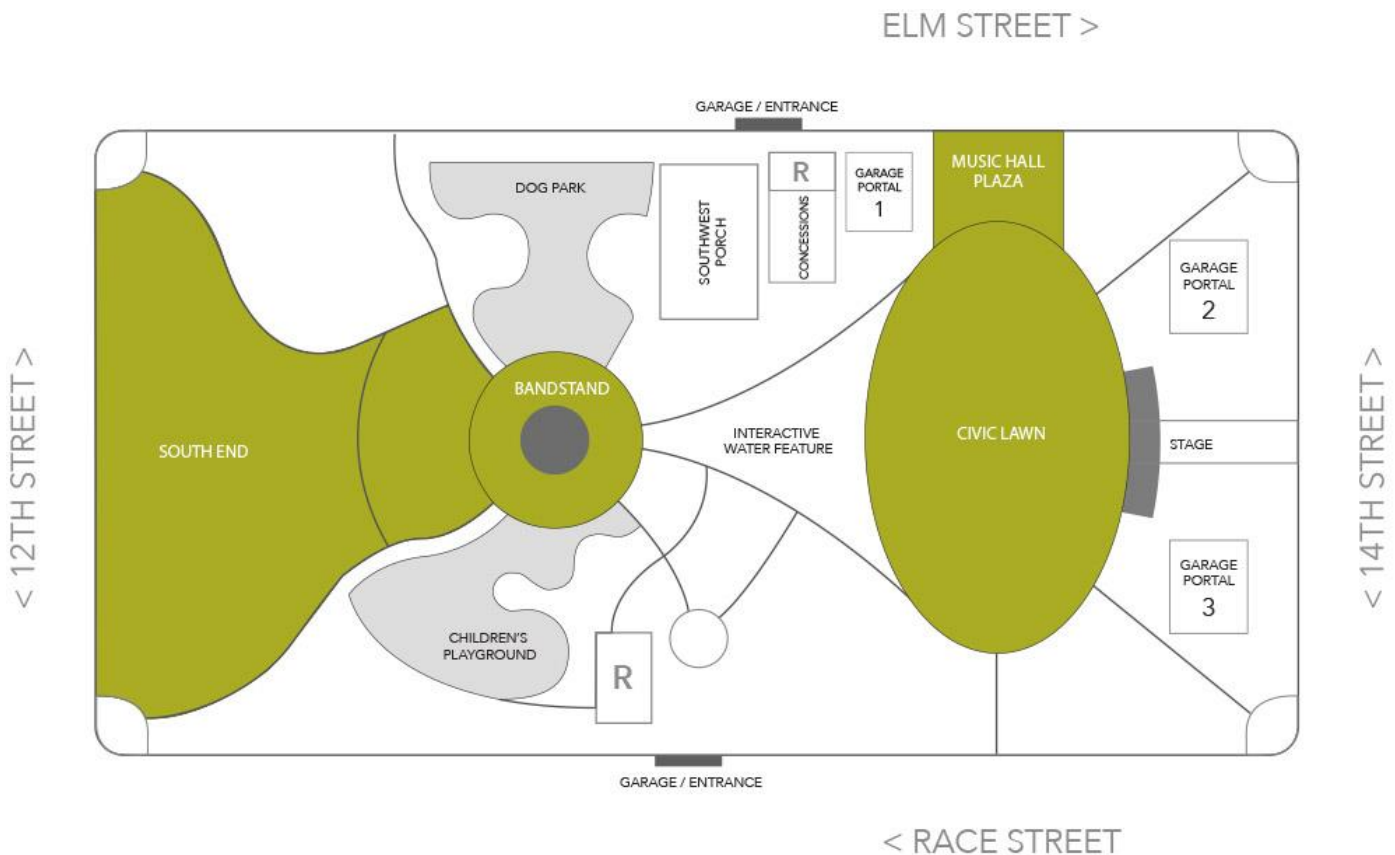 ELM STREET >
GARAGE / ENTRANCE
DOG PARK
SOUTHWEST
PORCH
R
CONCESSIONS
GARAGE
PORTAL
1
MUSIC HALL
PLAZA
GARAGE
PORTAL
2
< 12TH STREET >
SOUTH END
BANDSTAND
INTERACTIVE
WATER FEATURE
CIVIC LAWN
STAGE
< 14TH STREET >
CHILDREN'S
PLAYGROUND
R
GARAGE
PORTAL
3
GARAGE / ENTRANCE
< RACE STREET